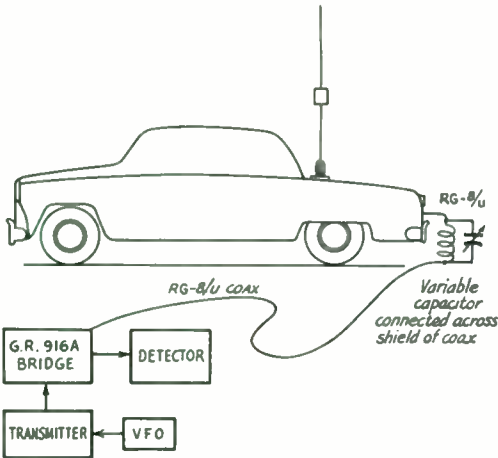 RG-8/U
RG-8/U COAX
Variable
capacitor
connected across
shield of coax
G.R. 916A
BRIDGE
DETECTOR
TRANSMITTER
VFO